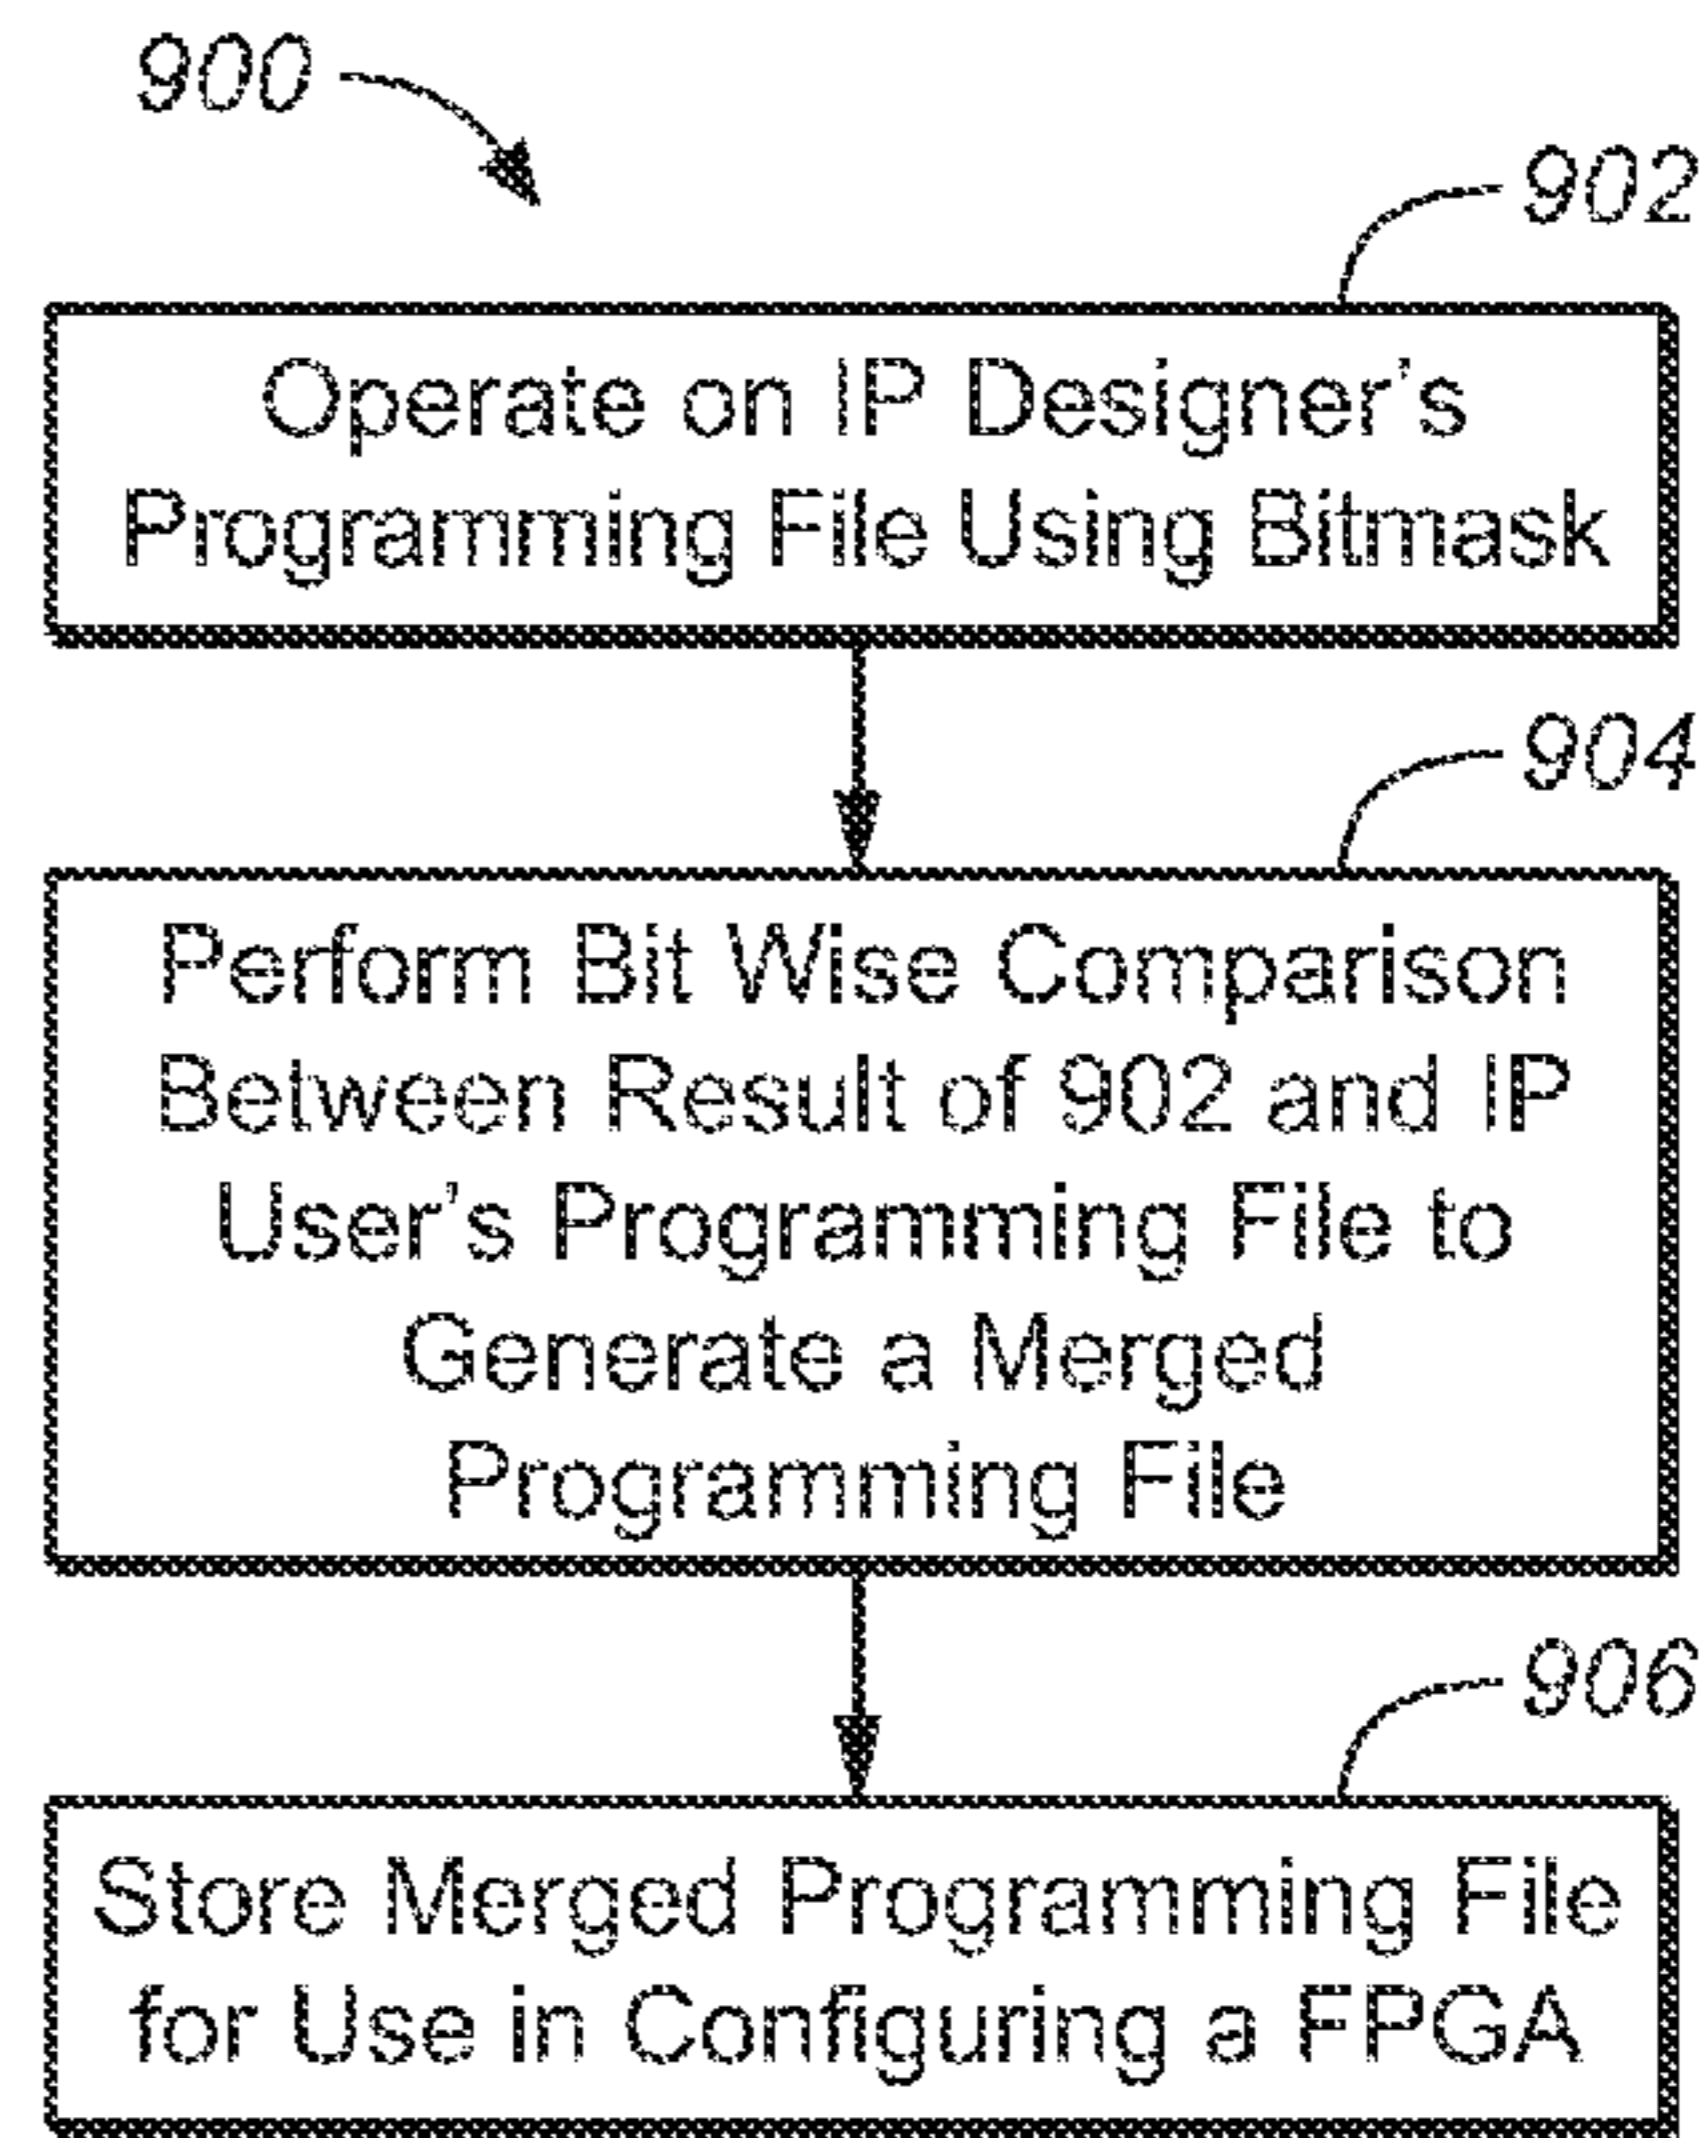 900
902
Operate on IP Designer's
Programming File Using Bitmask
904
Perform Bit Wise Comparison
Between Result of 902 and IP
User's Programming File to
Generate a Merged
Programming File
906
Store Merged Programming File
for Use in Configuring a FPGA